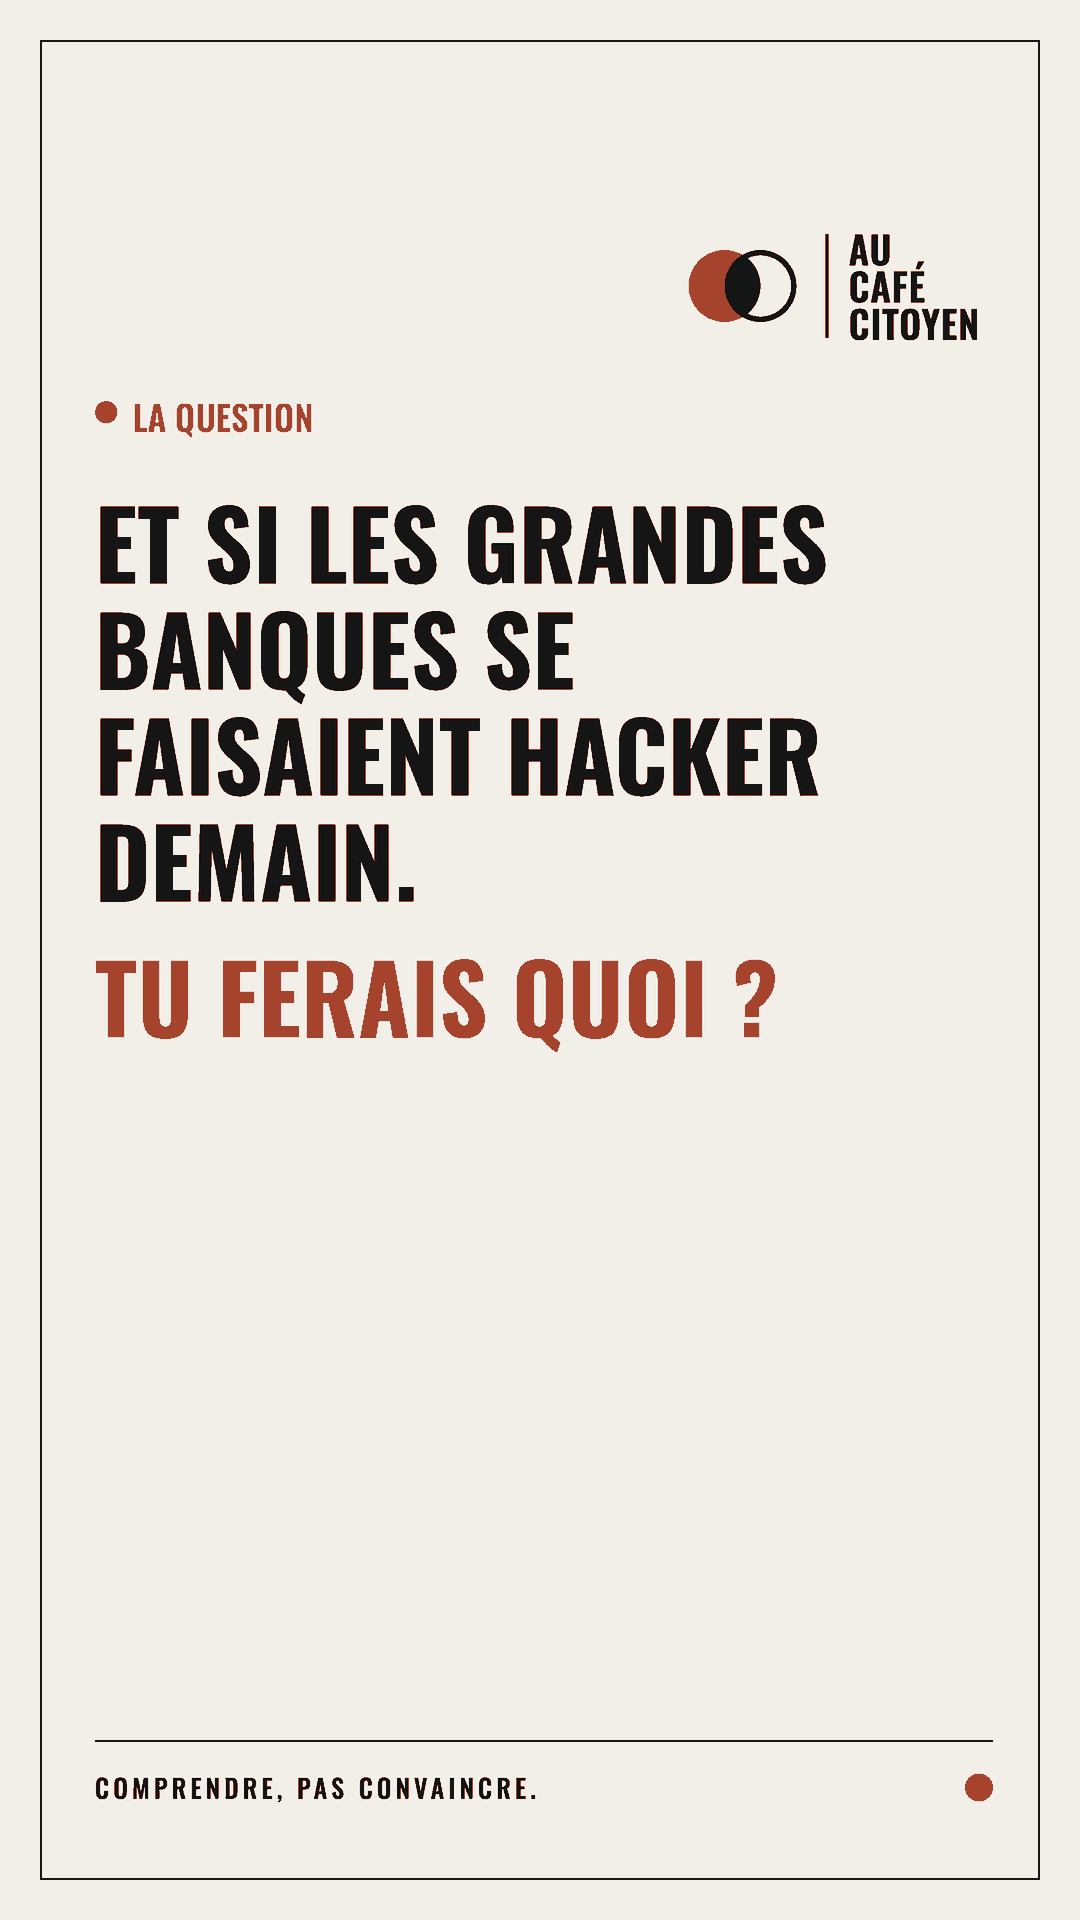 AU
CAFÉ
CITOYEN
LA QUESTION
ET SI LES GRANDES
BANQUES SE
FAISAIENT HACKER
DEMAIN.
TU FERAIS QUOI ?
COMPRENDRE, PAS CONVAINCRE.